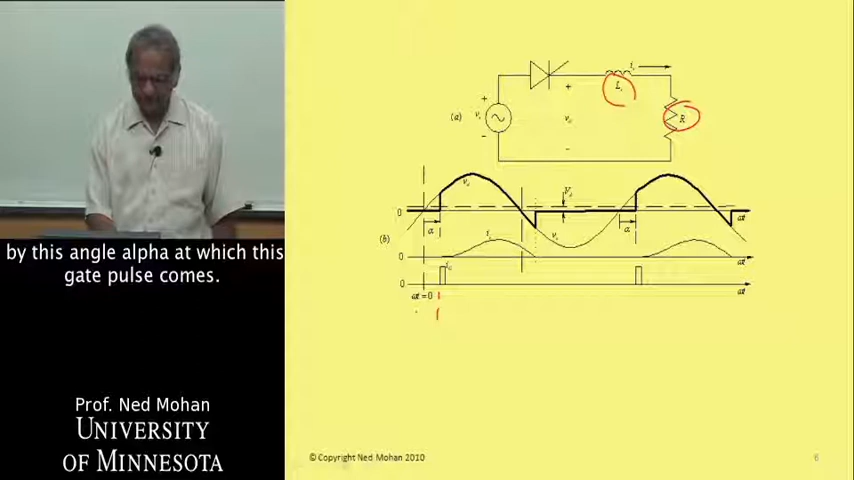 by this angle alpha at which this
gate pulse comes.
Prof. Ned Mohan
UNIVERSITY
OF MINNESOTA
(a)
+
+
−
−
L
R
(b)
0
α
α
ωt
0
ωt
0
ωt = 0
ωt
© Copyright Ned Mohan 2010
6